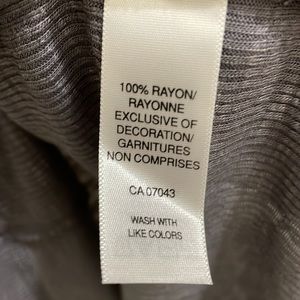 100% RAYON/
RAYONNE
EXCLUSIVE OF
DECORATION/
GARNITURES
NON COMPRISES
CA 07043
WASH WITH
LIKE COLORS